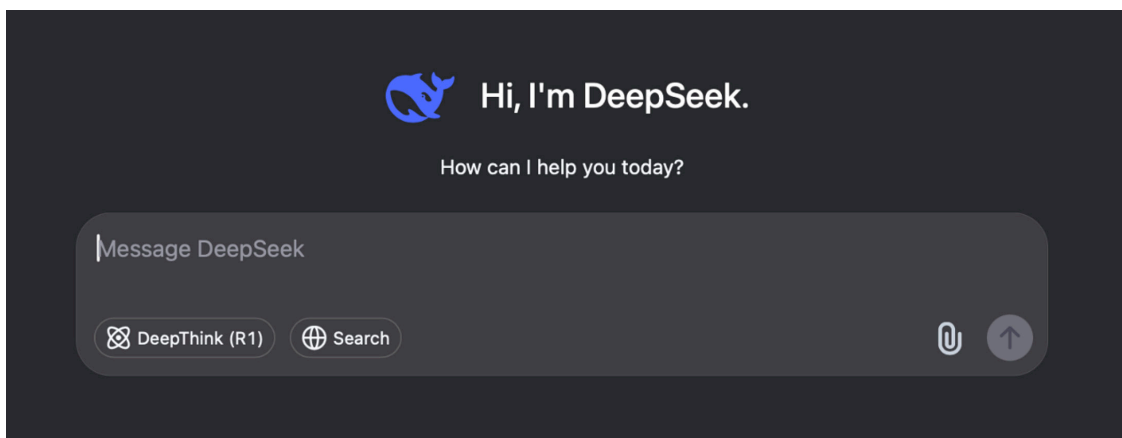 Hi, I'm DeepSeek.
How can I help you today?
Message DeepSeek
DeepThink (R1) Search